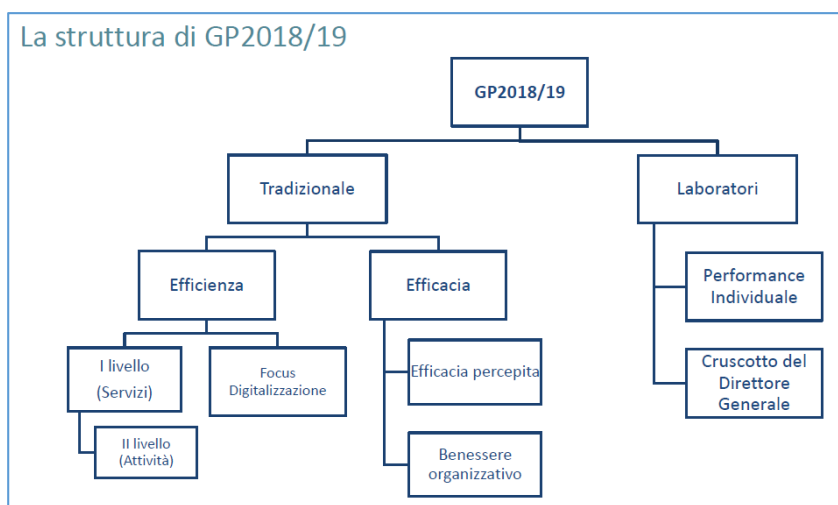 La struttura di GP2018/19
GP2018/19
Tradizionale
Laboratori
Efficienza
Efficacia
Performance
Individuale
I livello
(Servizi)
Focus
Digitalizzazione
Efficacia percepita
Cruscotto del
Direttore
Generale
II livello
(Attività)
Benessere
organizzativo